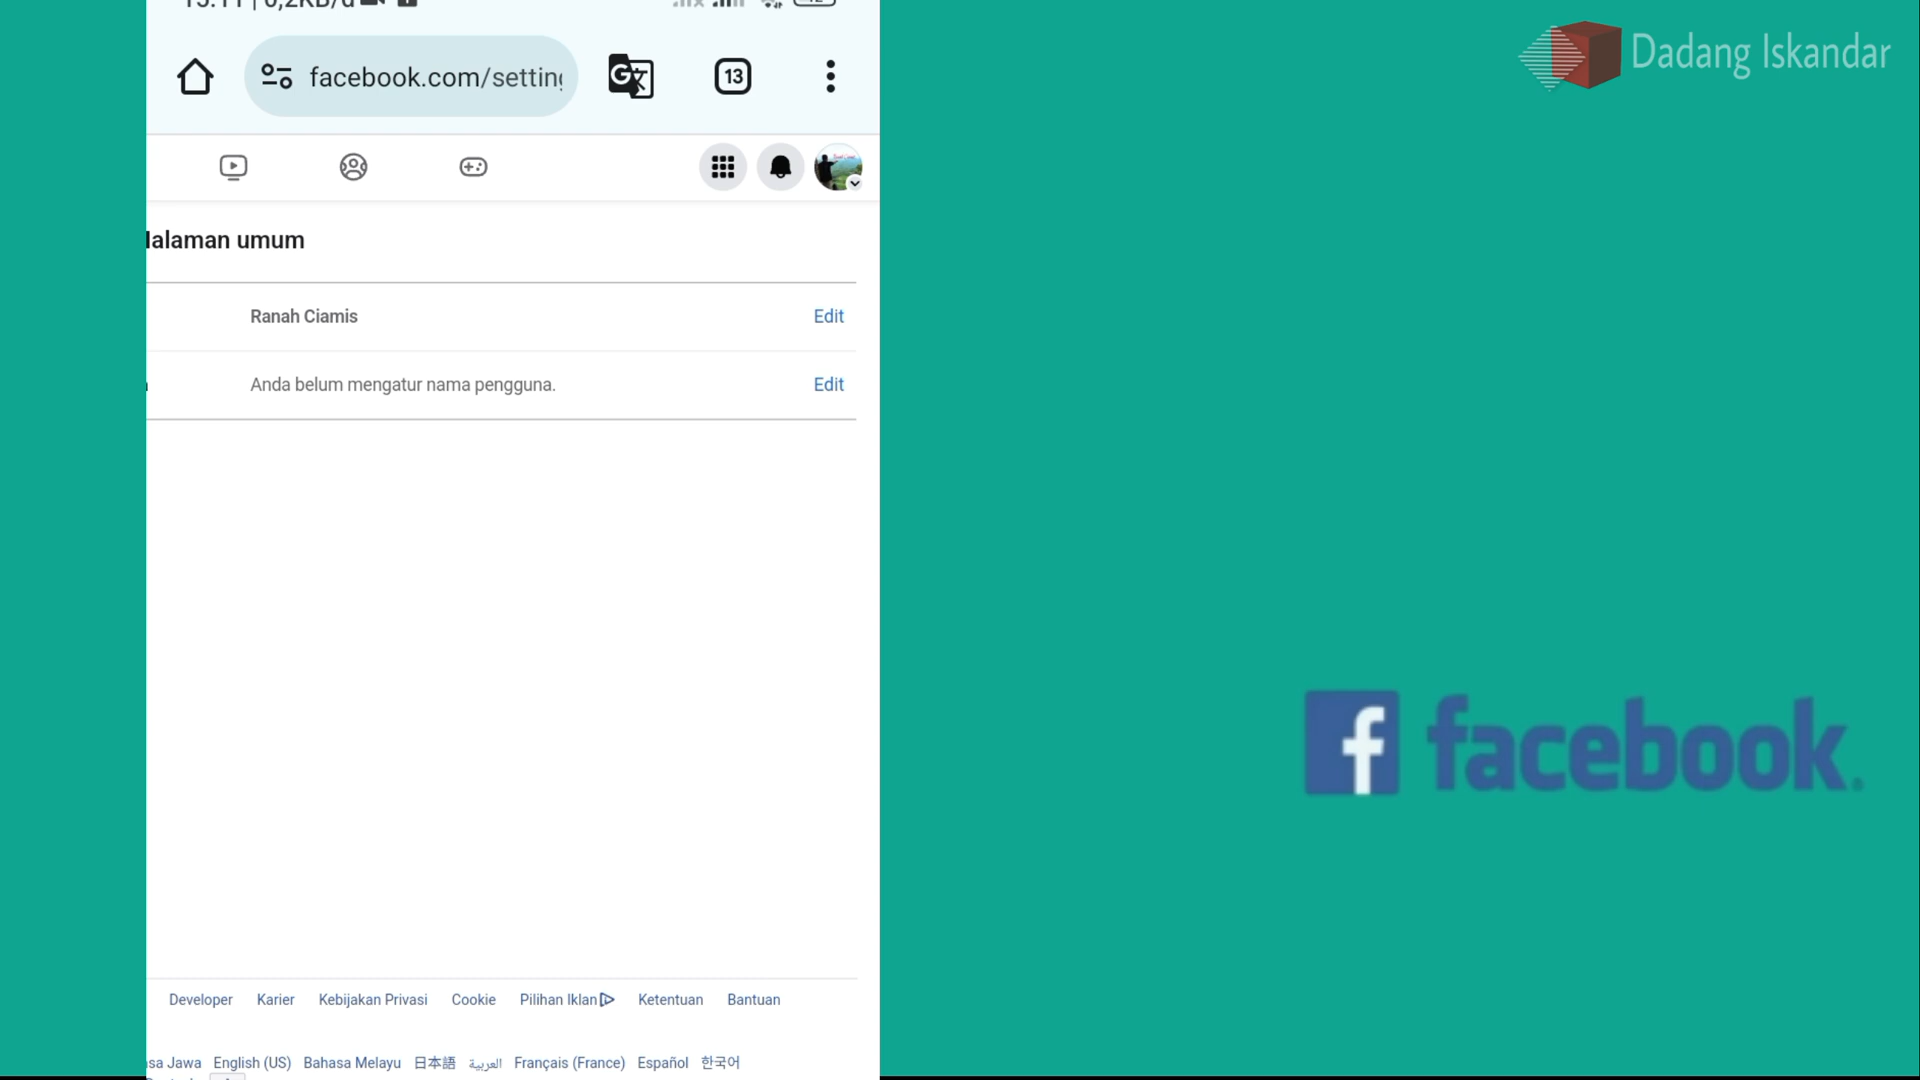 Dadang Iskandar
facebook.com/setting
13
alaman umum
Ranah Ciamis
Edit
Anda belum mengatur nama pengguna.
Edit
facebook.
Developer Karier Kebijakan Privasi Cookie Pilihan Iklan Ketentuan Bantuan
sa Jawa English (US) Bahasa Melayu 日本語 العربية Français (France) Español 한국어